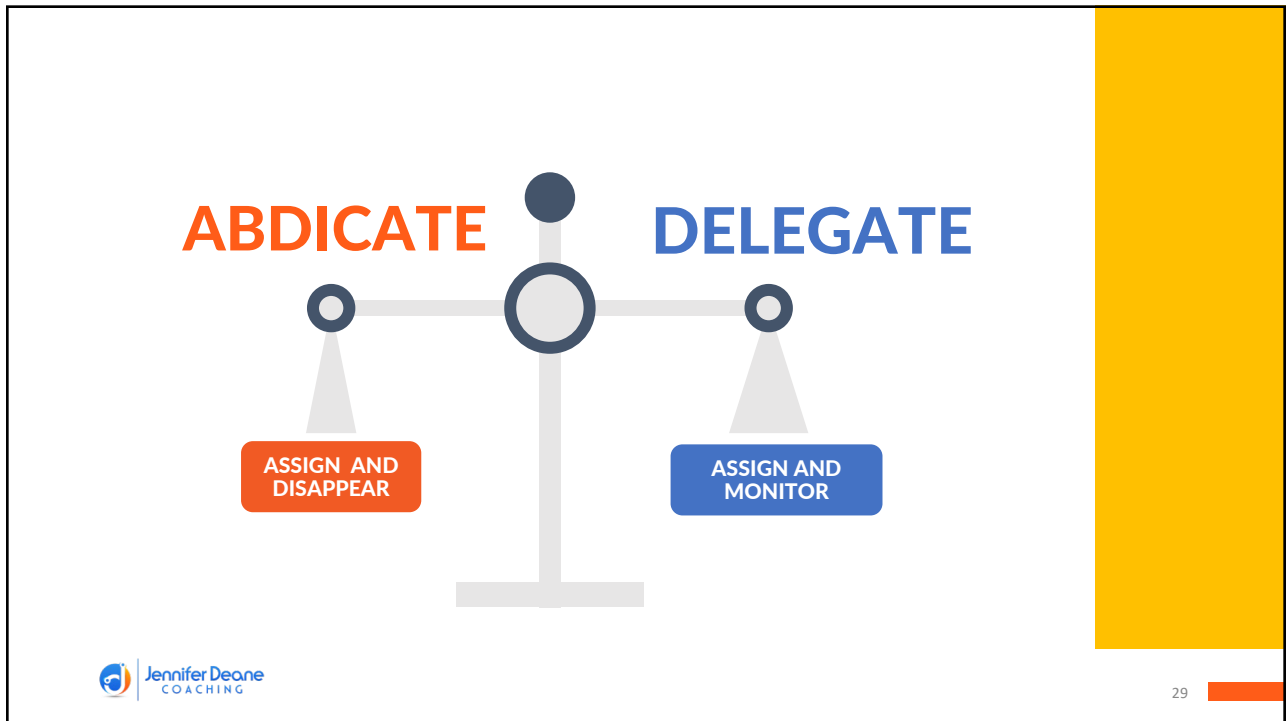 ABDICATE
DELEGATE
ASSIGN AND
DISAPPEAR
ASSIGN AND
MONITOR
Jennifer Deane
COACHING
29